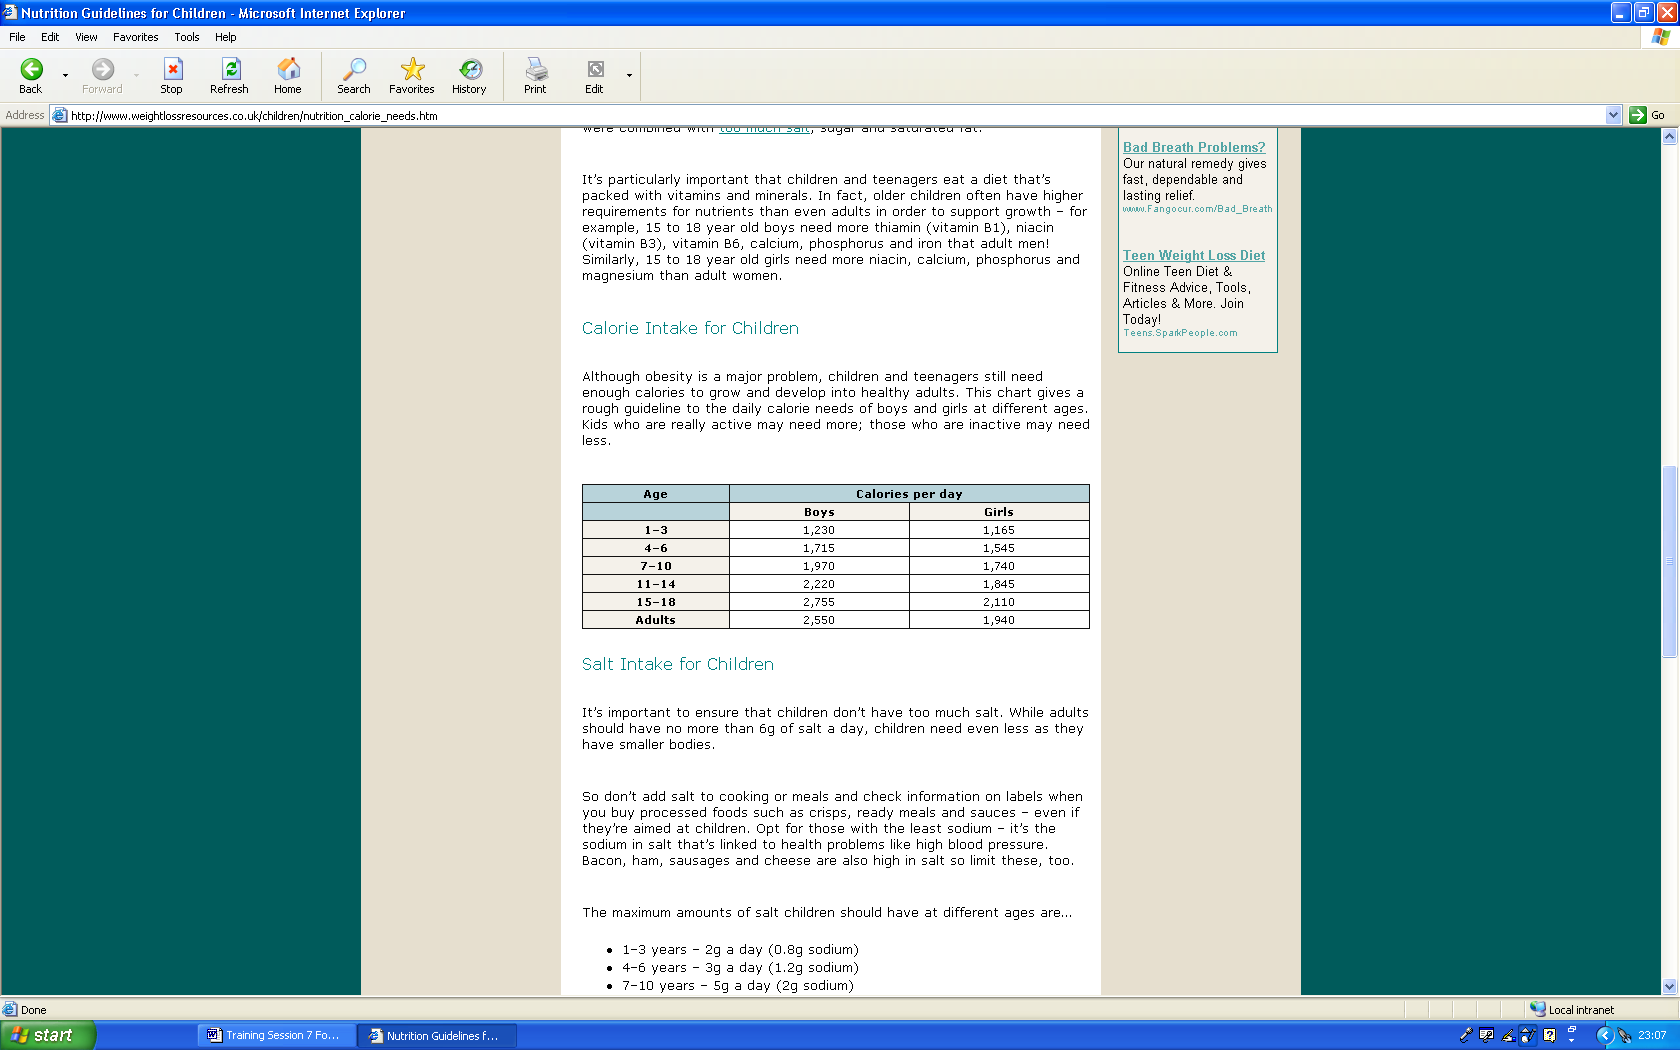 Nutrition Guidelines for Children - Microsoft Internet Explorer
File Edit View Favorites Tools Help
Back Forward Stop Refresh Home Search Favorites History Print Edit
Address http://www.weightlossresources.co.uk/children/nutrition_calorie_needs.htm Go
were combined with too much salt, sugar and saturated fat.
It's particularly important that children and teenagers eat a diet that's
packed with vitamins and minerals. In fact, older children often have higher
requirements for nutrients than even adults in order to support growth – for
example, 15 to 18 year old boys need more thiamin (vitamin B1), niacin
(vitamin B3), vitamin B6, calcium, phosphorus and iron that adult men!
Similarly, 15 to 18 year old girls need more niacin, calcium, phosphorus and
magnesium than adult women.
Calorie Intake for Children
Although obesity is a major problem, children and teenagers still need
enough calories to grow and develop into healthy adults. This chart gives a
rough guideline to the daily calorie needs of boys and girls at different ages.
Kids who are really active may need more; those who are inactive may need
less.
Age Calories per day
Boys Girls
1–3 1,230 1,165
4–6 1,715 1,545
7–10 1,970 1,740
11–14 2,220 1,845
15–18 2,755 2,110
Adults 2,550 1,940
Salt Intake for Children
It's important to ensure that children don't have too much salt. While adults
should have no more than 6g of salt a day, children need even less as they
have smaller bodies.
So don't add salt to cooking or meals and check information on labels when
you buy processed foods such as crisps, ready meals and sauces – even if
they're aimed at children. Opt for those with the least sodium – it's the
sodium in salt that's linked to health problems like high blood pressure.
Bacon, ham, sausages and cheese are also high in salt so limit these, too.
The maximum amounts of salt children should have at different ages are...
• 1–3 years – 2g a day (0.8g sodium)
• 4–6 years – 3g a day (1.2g sodium)
• 7–10 years – 5g a day (2g sodium)
Bad Breath Problems?
Our natural remedy gives
fast, dependable and
lasting relief.
www.Fangocur.com/Bad_Breath
Teen Weight Loss Diet
Online Teen Diet &
Fitness Advice, Tools,
Articles & More. Join
Today!
Teens.SparkPeople.com
Done Local intranet
start Training Session 7 Fo... Nutrition Guidelines f... 23:07